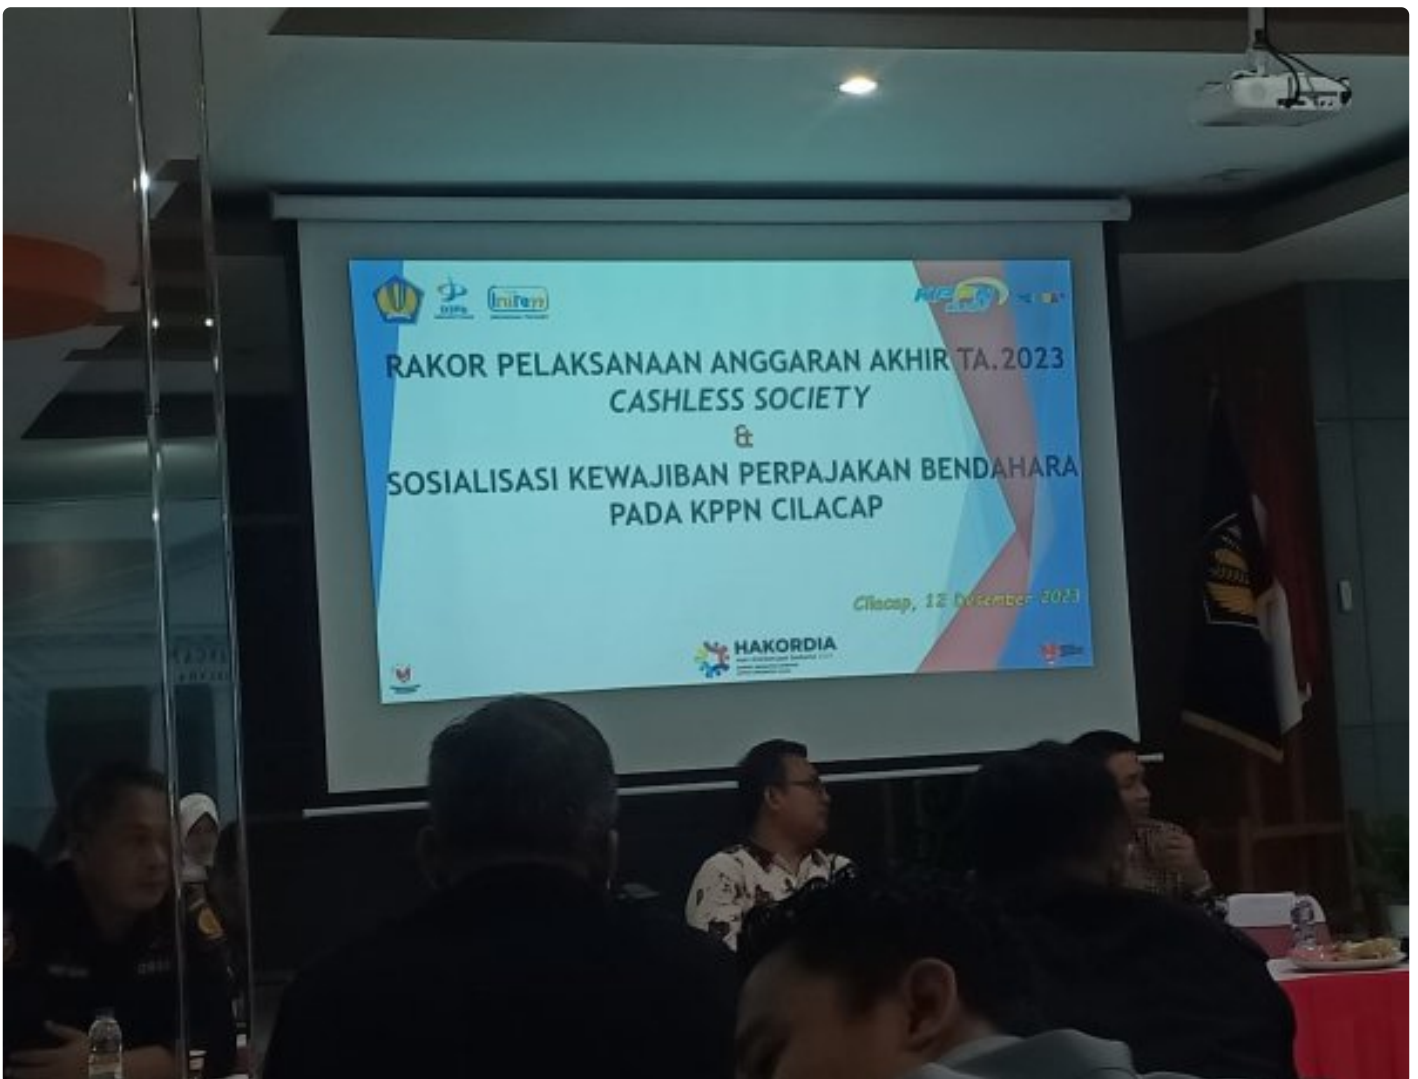 RAKOR PELAKSANAAN ANGGARAN AKHIR TA.2023
CASHLESS SOCIETY
&
SOSIALISASI KEWAJIBAN PERPAJAKAN BENDAHARA
PADA KPPN CILACAP
Cilacap, 12 Desember 2023
HAKORDIA